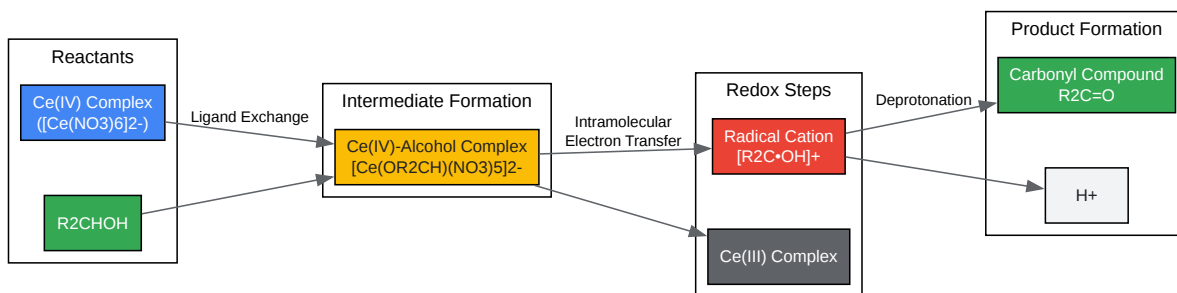 Reactants
Ce(IV) Complex
([Ce(NO3)6]2-)
R2CHOH
Ligand Exchange
Intermediate Formation
Ce(IV)-Alcohol Complex
[Ce(OR2CH)(NO3)5]2-
Intramolecular
Electron Transfer
Redox Steps
Radical Cation
[R2C•OH]+
Ce(III) Complex
Deprotonation
Product Formation
Carbonyl Compound
R2C=O
H+